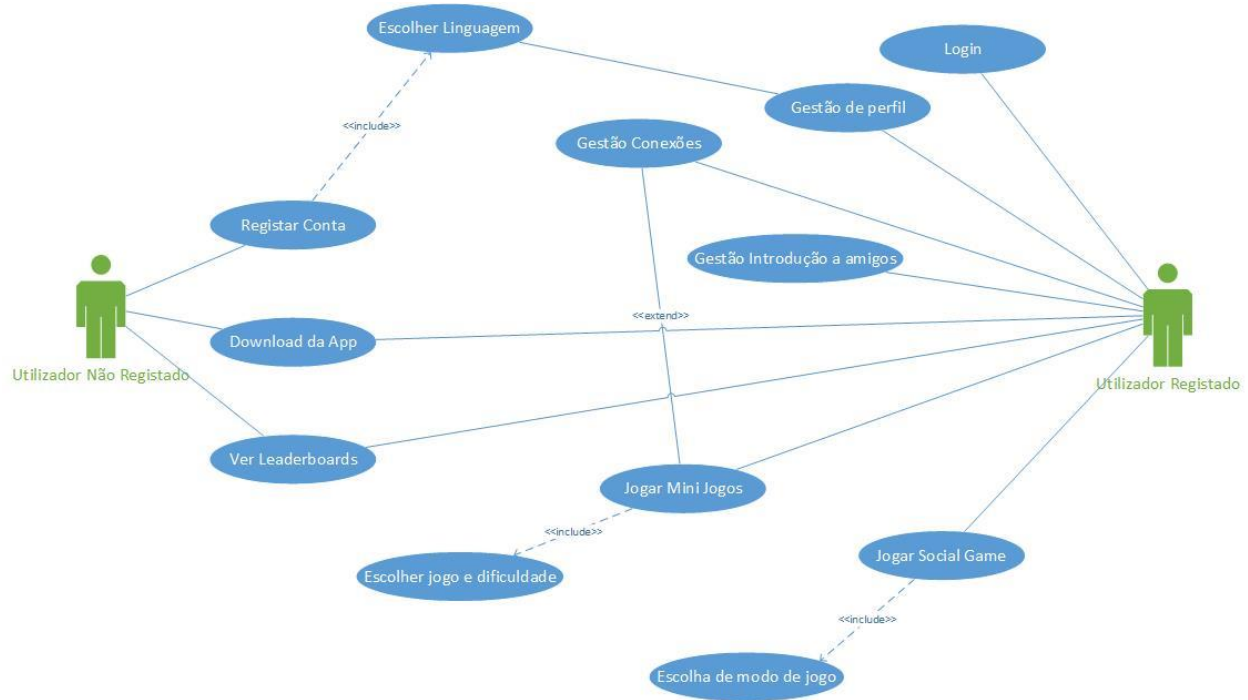 Escolher Linguagem
Login
Gestão de perfil
<<include>>
Gestão Conexões
Registar Conta
Gestão Introdução a amigos
<<extend>>
Download da App
Utilizador Não Registado
Utilizador Registado
Ver Leaderboards
Jogar Mini Jogos
<<include>>
Jogar Social Game
Escolher jogo e dificuldade
<<include>>
Escolha de modo de jogo